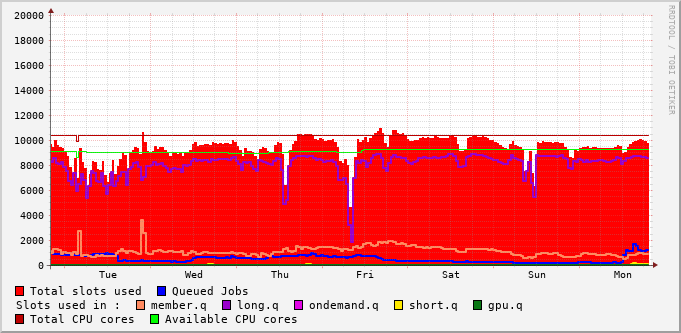 20000
18000
16000
14000
12000
10000
8000
6000
4000
2000
0
Tue Wed Thu Fri Sat Sun Mon
Total slots used Queued Jobs
Slots used in : member.q long.q ondemand.q short.q gpu.q
Total CPU cores Available CPU cores
RRDTOOL / TOBI OETIKER